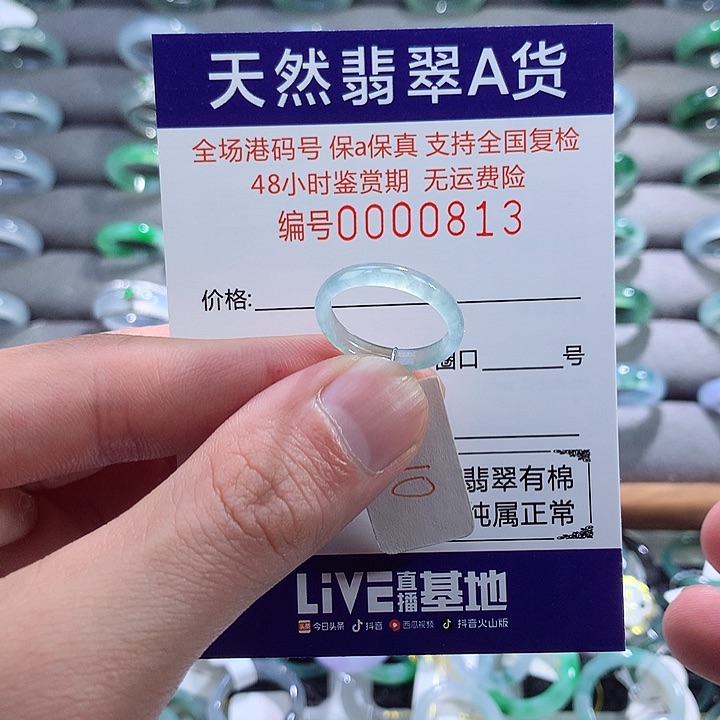 天然翡翠A货
全场港码号 保a保真 支持全国复检
48小时鉴赏期 无运费险
编号0000813
价格:
圈口 号
翡翠有棉
纯属正常
LiVE直播基地
头条 今日头条 抖音 西瓜视频 抖音火山版